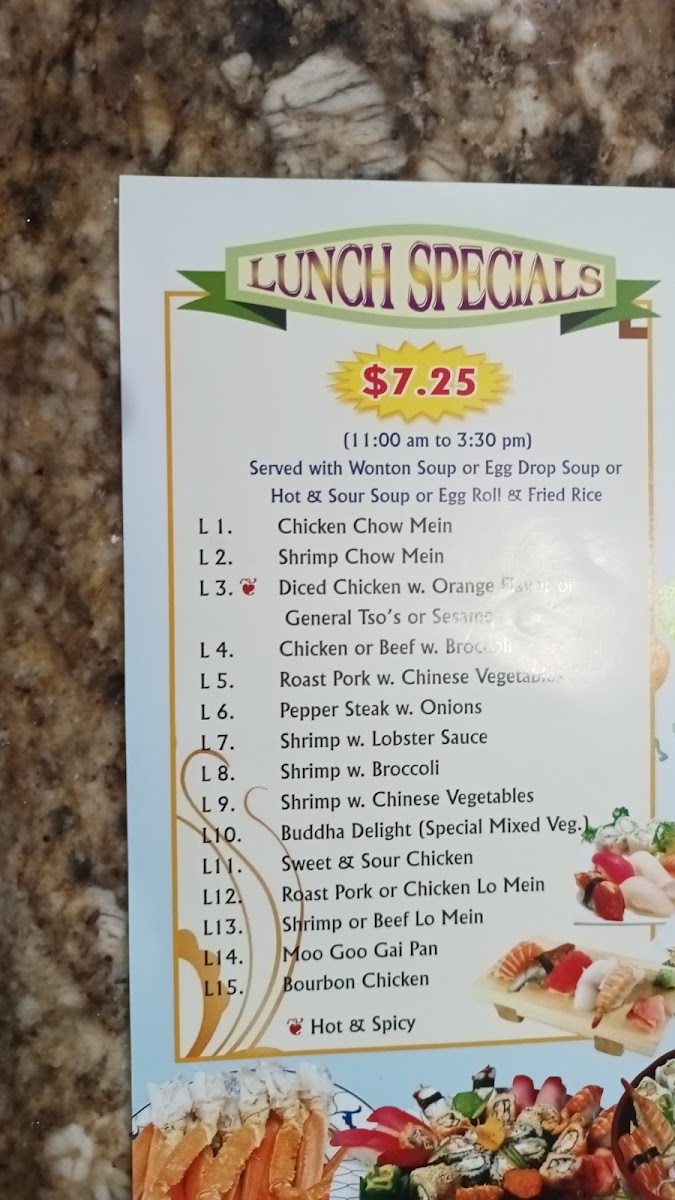 LUNCH SPECIALS
$7.25
(11:00 am to 3:30 pm)
Served with Wonton Soup or Egg Drop Soup or
Hot & Sour Soup or Egg Roll & Fried Rice
L 1. Chicken Chow Mein
L 2. Shrimp Chow Mein
L 3. Diced Chicken w. Orange Flavor or
General Tso's or Sesame
L 4. Chicken or Beef w. Broccoli
L 5. Roast Pork w. Chinese Vegetables
L 6. Pepper Steak w. Onions
L 7. Shrimp w. Lobster Sauce
L 8. Shrimp w. Broccoli
L 9. Shrimp w. Chinese Vegetables
L10. Buddha Delight (Special Mixed Veg.)
L11. Sweet & Sour Chicken
L12. Roast Pork or Chicken Lo Mein
L13. Shrimp or Beef Lo Mein
L14. Moo Goo Gai Pan
L15. Bourbon Chicken
Hot & Spicy